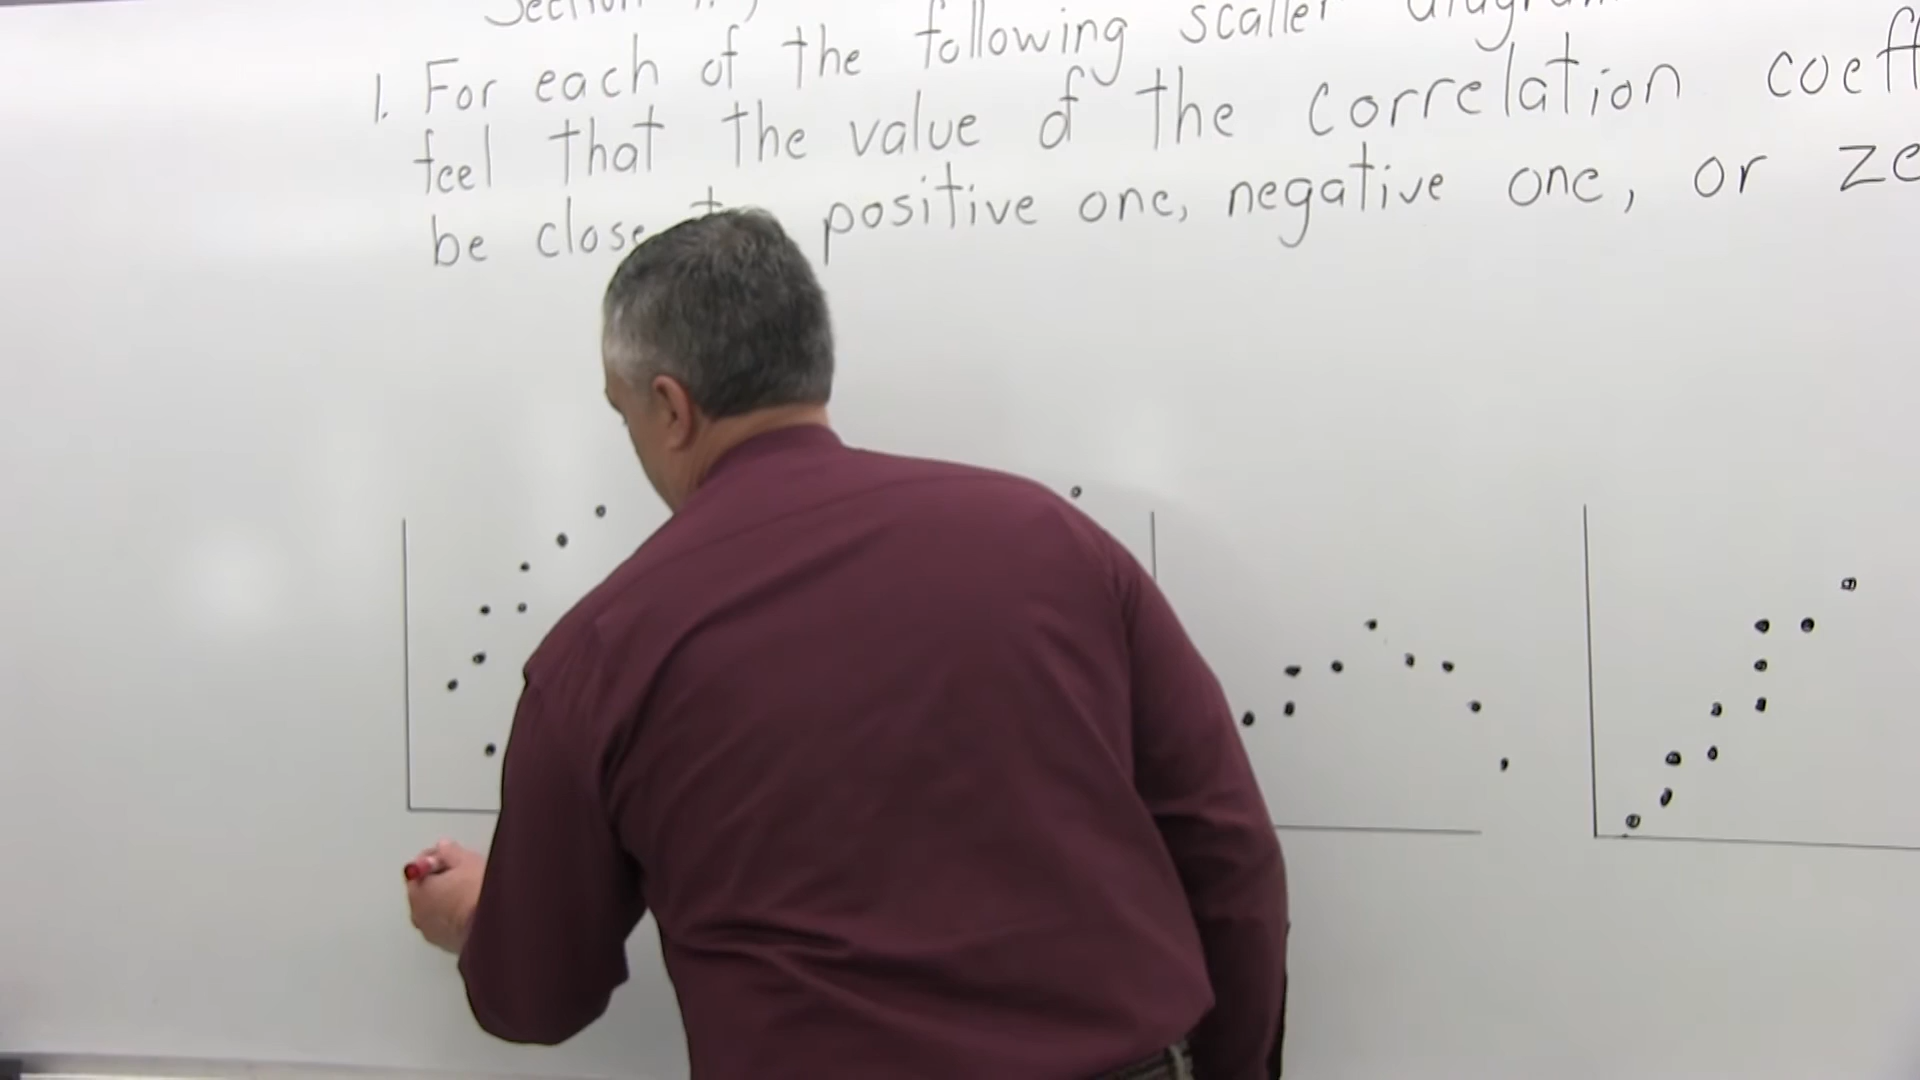 Section
1. For each of the following scatter diagram
feel that the value of the correlation coeff
be close positive one, negative one, or ze